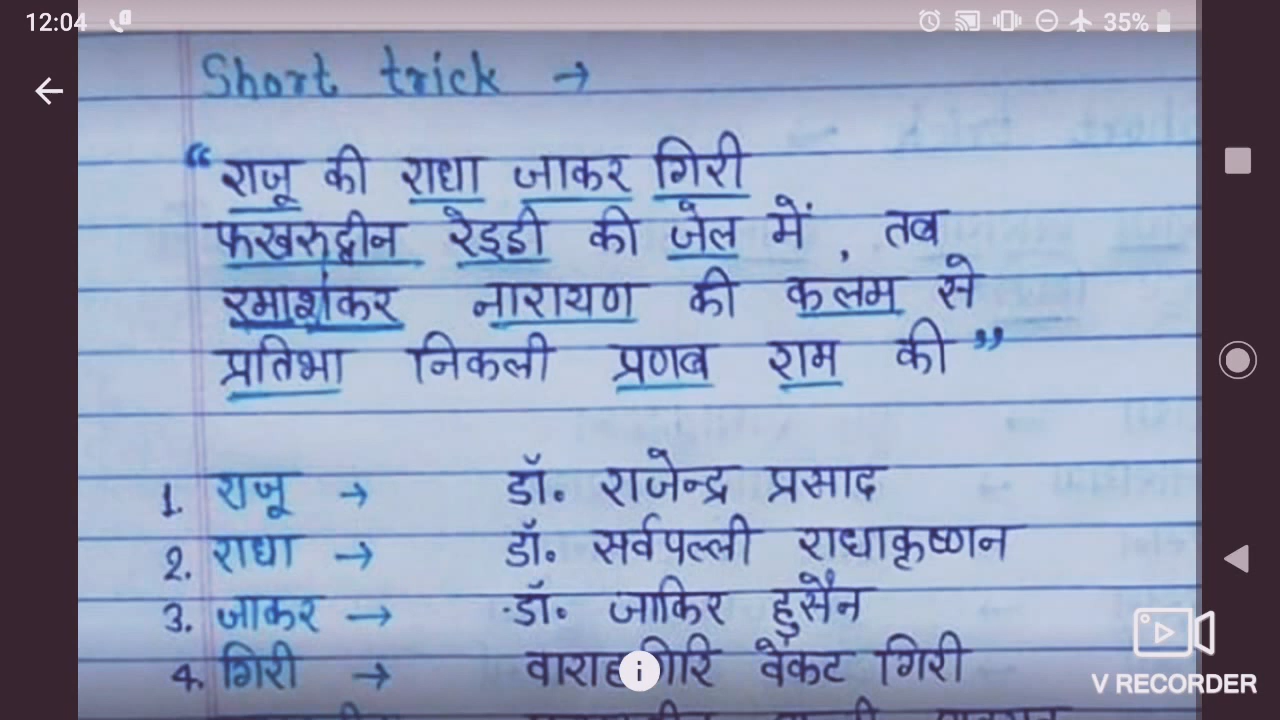 12:04
35%
Short trick →
“राजू की राधा जाकर गिरी
फखरुद्दीन रेड्डी की जेल में, तब
रमाशंकर नारायण की कलम से
प्रतिभा निकली प्रणब राम की”
1. राजू → डॉ. राजेन्द्र प्रसाद
2. राधा → डॉ. सर्वपल्ली राधाकृष्णन
3. जाकर → डॉ. जाकिर हुसैन
4. गिरी → वाराहगिरि वेंकट गिरी
V RECORDER